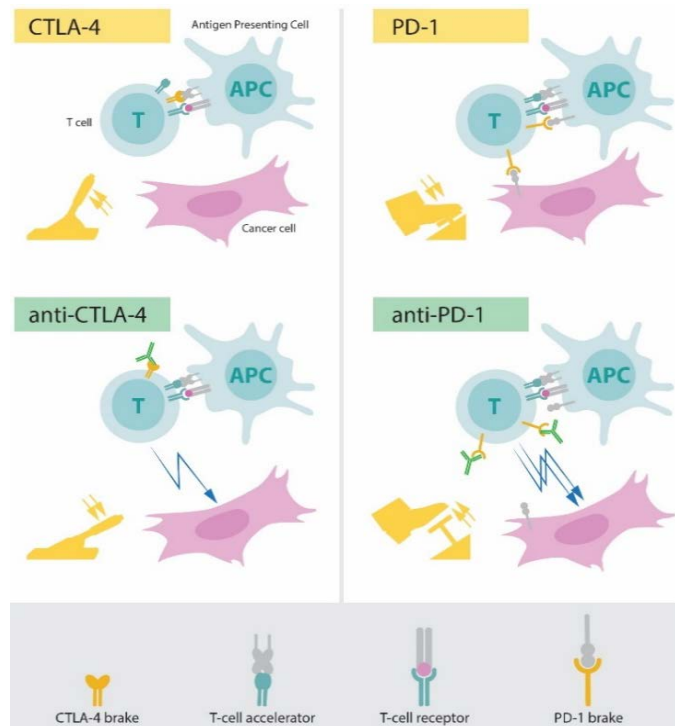 CTLA-4
Antigen Presenting Cell
APC
T
T cell
Cancer cell
PD-1
APC
T
anti-CTLA-4
APC
T
anti-PD-1
APC
T
CTLA-4 brake
T-cell accelerator
T-cell receptor
PD-1 brake